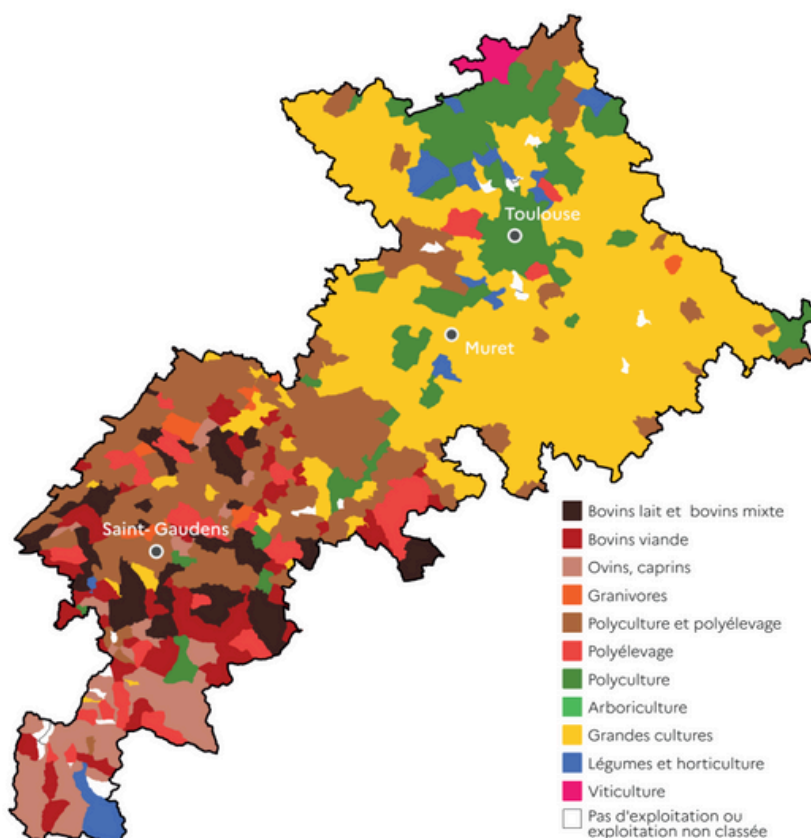 Toulouse
Muret
Saint- Gaudens
Bovins lait et bovins mixte
Bovins viande
Ovins, caprins
Granivores
Polyculture et polyélevage
Polyélevage
Polyculture
Arboriculture
Grandes cultures
Légumes et horticulture
Viticulture
Pas d'exploitation ou
exploitation non classée